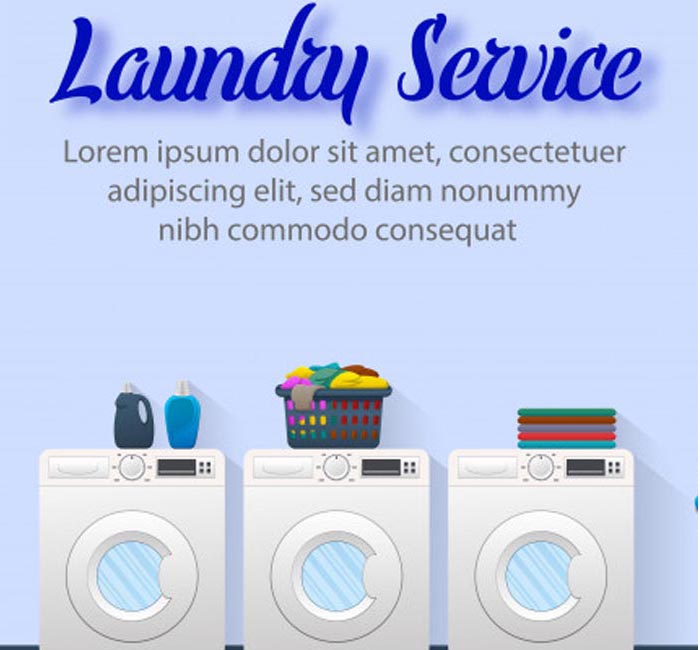 Laundry Service
Lorem ipsum dolor sit amet, consectetuer
adipiscing elit, sed diam nonummy
nibh commodo consequat